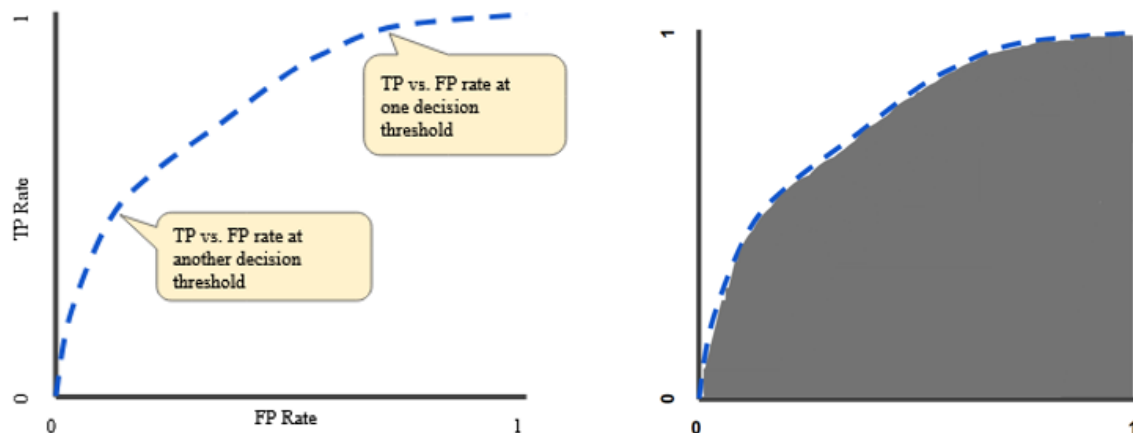 1
TP vs. FP rate at
one decision
threshold
TP Rate
TP vs. FP rate at
another decision
threshold
0
0
FP Rate
1
1
0
0
1